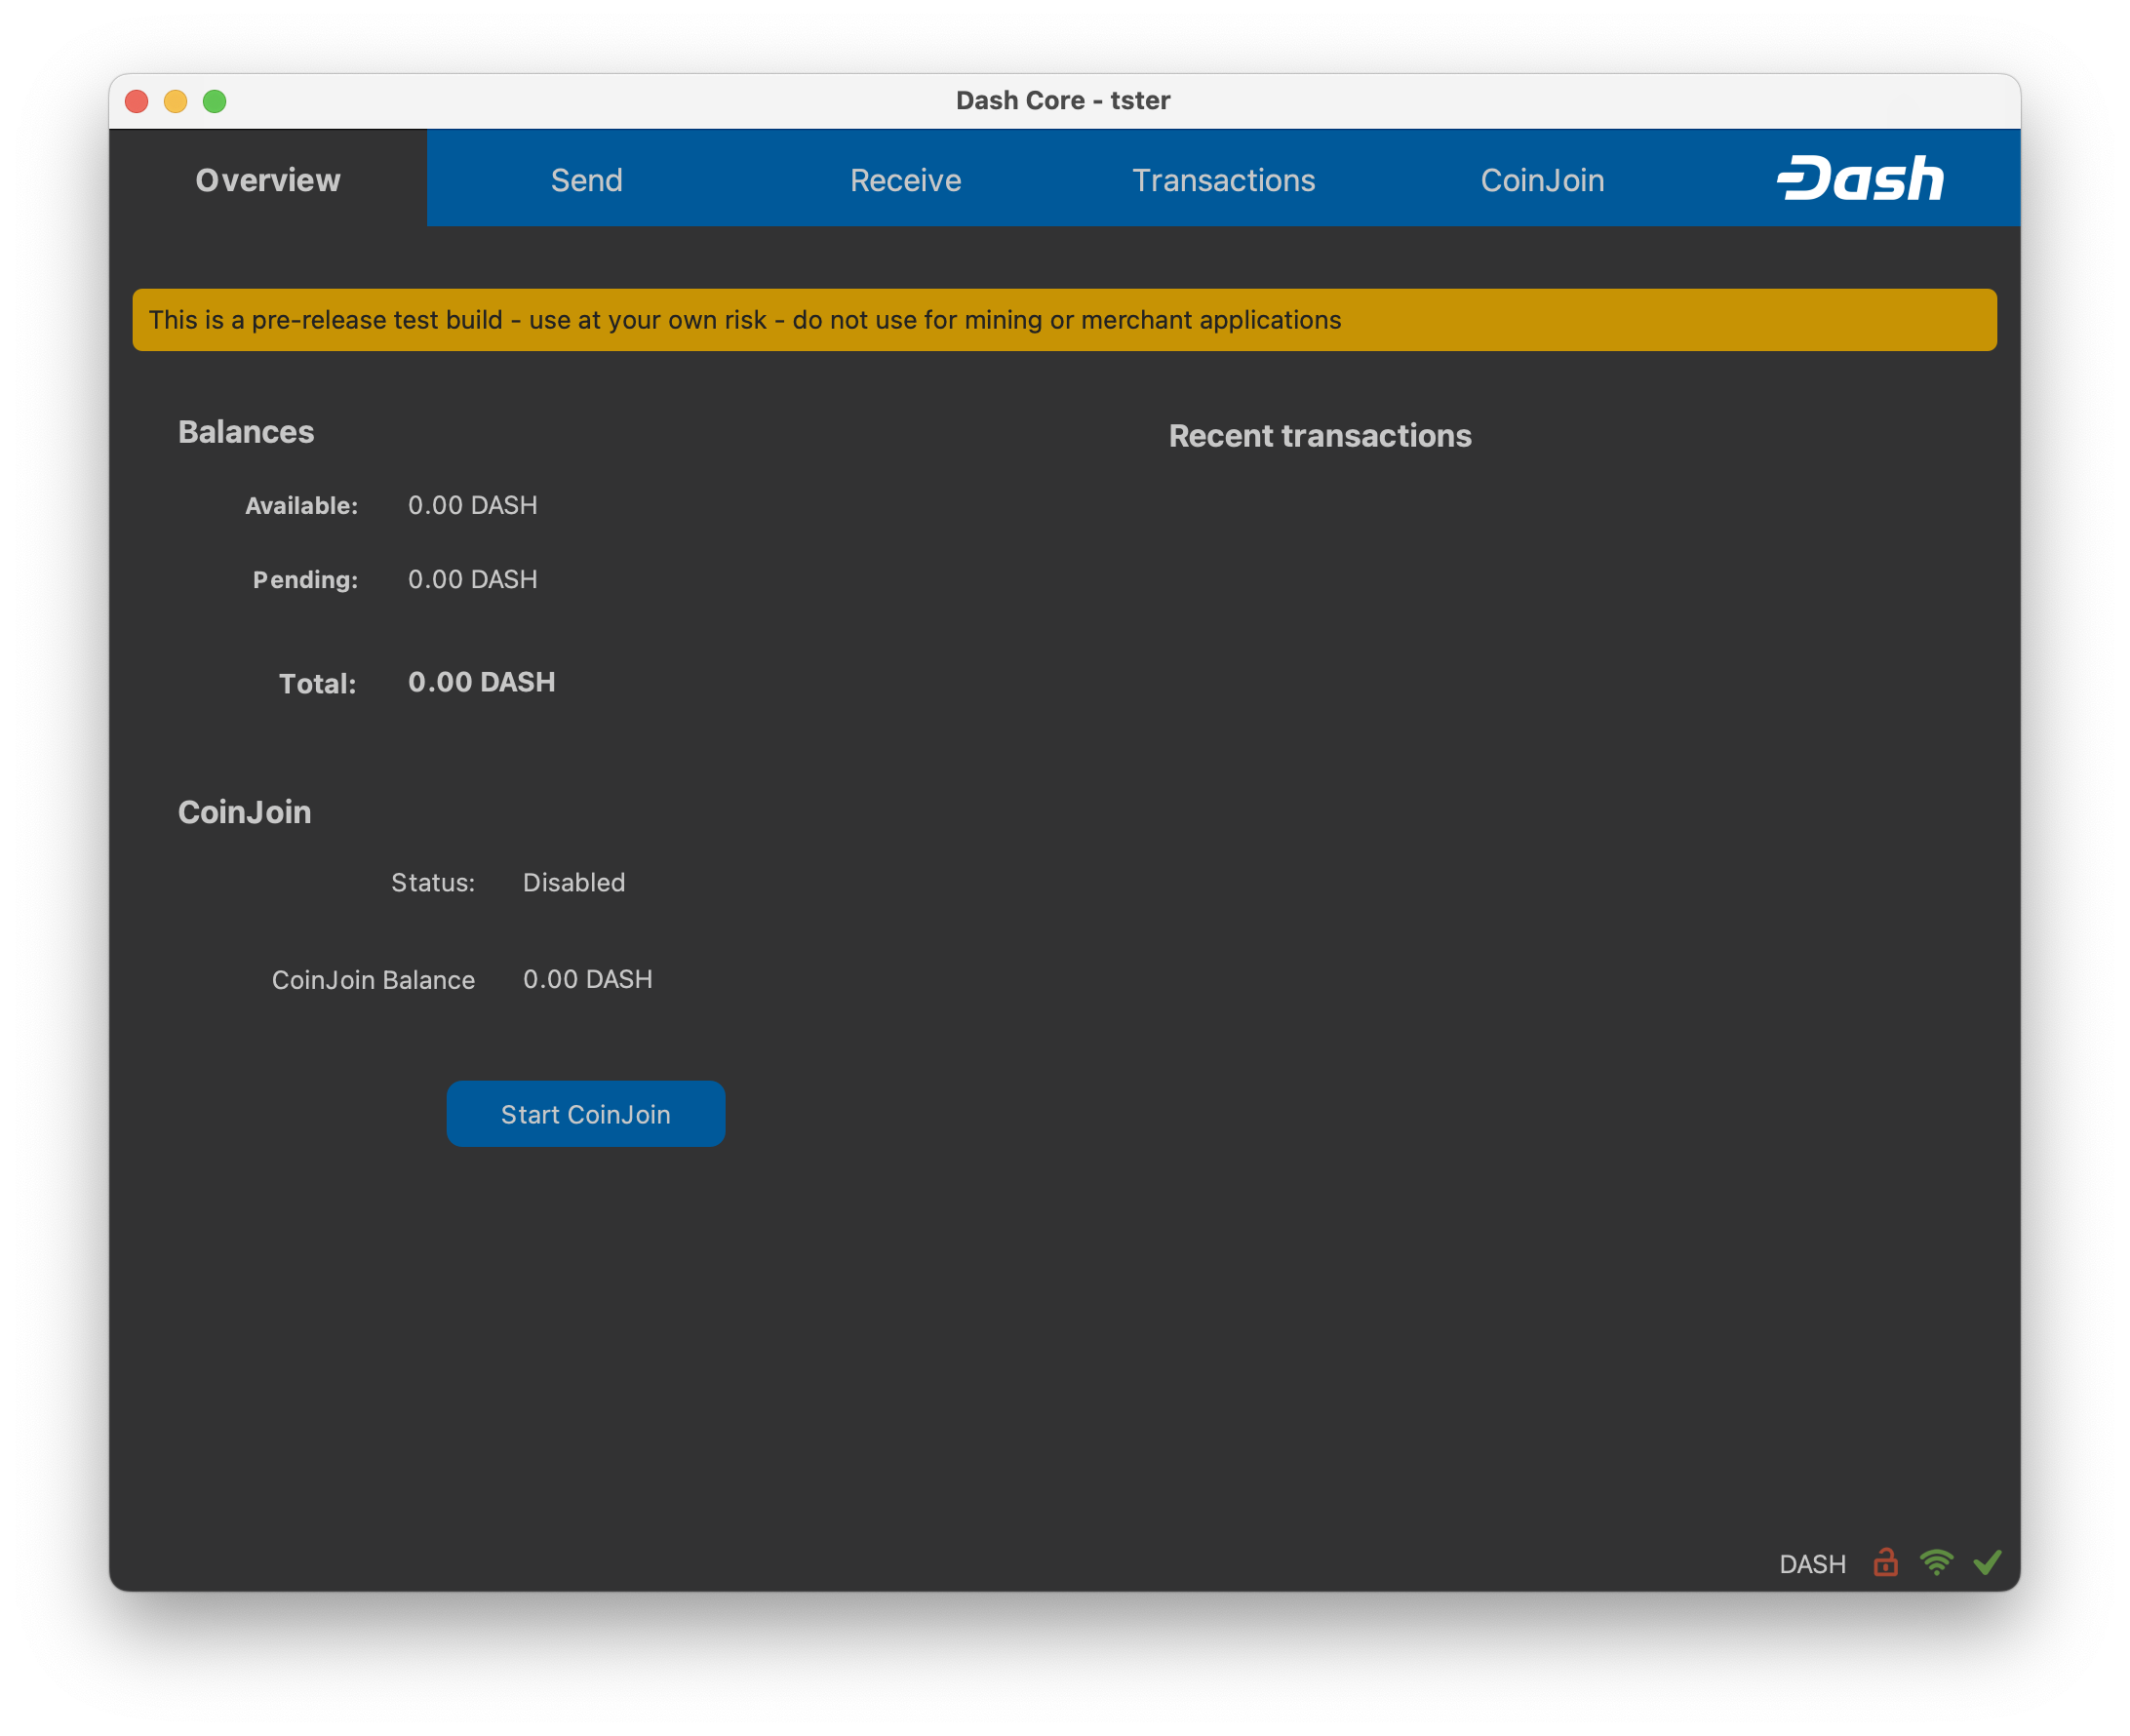 Dash Core - tster
Overview
Send
Receive
Transactions
CoinJoin
Dash
This is a pre-release test build - use at your own risk - do not use for mining or merchant applications
Balances
Available: 0.00 DASH
Pending: 0.00 DASH
Total: 0.00 DASH
CoinJoin
Status: Disabled
CoinJoin Balance 0.00 DASH
Start CoinJoin
Recent transactions
DASH